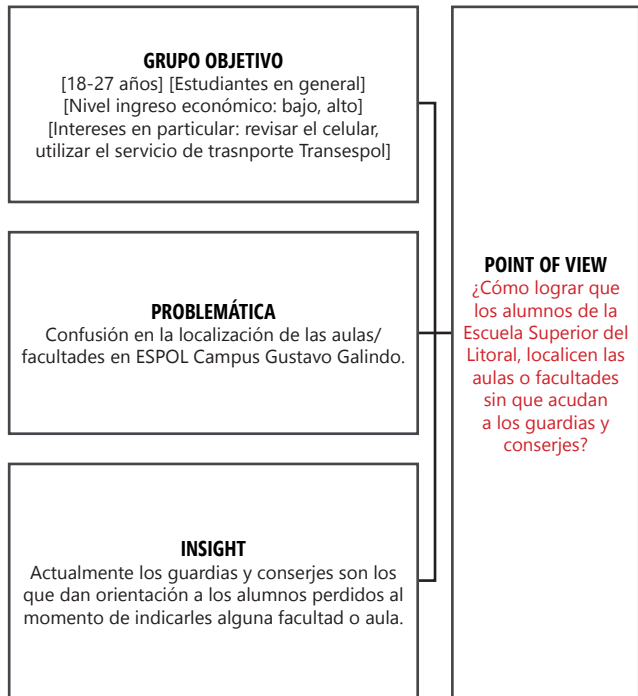 GRUPO OBJETIVO
[18-27 años] [Estudiantes en general]
[Nivel ingreso económico: bajo, alto]
[Intereses en particular: revisar el celular,
utilizar el servicio de trasnporte Transespol]
PROBLEMÁTICA
Confusión en la localización de las aulas/
facultades en ESPOL Campus Gustavo Galindo.
INSIGHT
Actualmente los guardias y conserjes son los
que dan orientación a los alumnos perdidos al
momento de indicarles alguna facultad o aula.
POINT OF VIEW
¿Cómo lograr que
los alumnos de la
Escuela Superior del
Litoral, localicen las
aulas o facultades
sin que acudan
a los guardias y
conserjes?